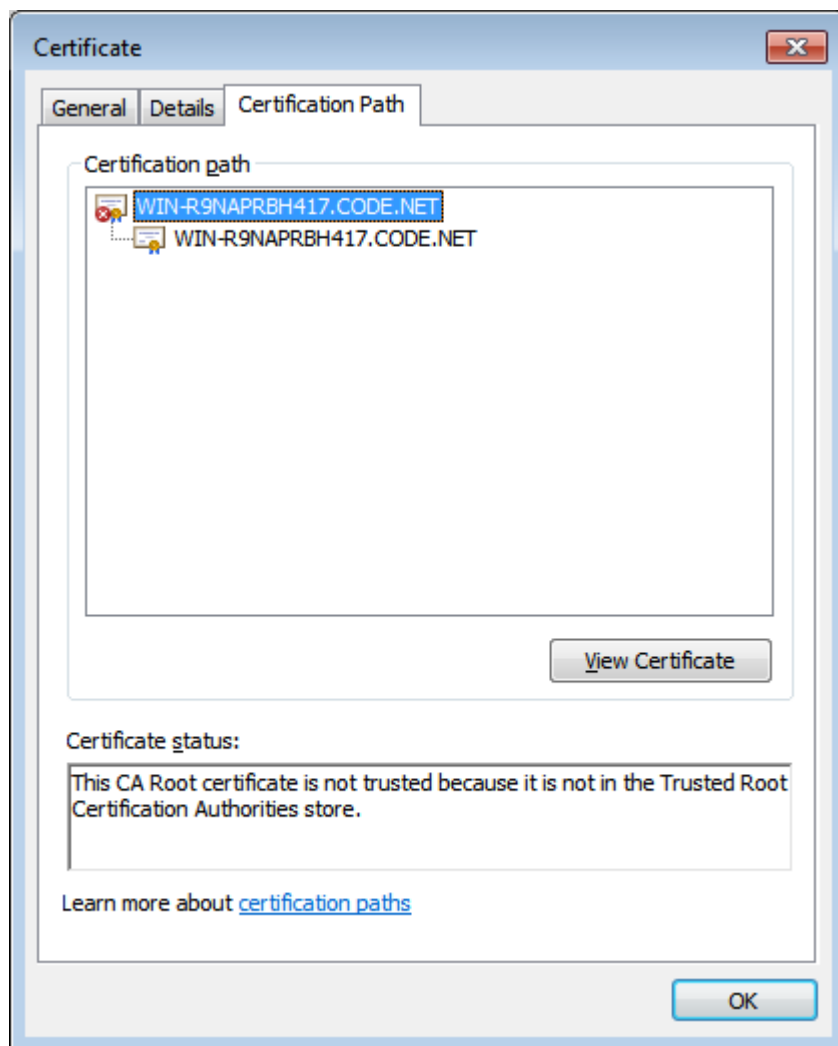 Certificate
General
Details
Certification Path
Certification path
WIN-R9NAPRBH417.CODE.NET
WIN-R9NAPRBH417.CODE.NET
View Certificate
Certificate status:
This CA Root certificate is not trusted because it is not in the Trusted Root
Certification Authorities store.
Learn more about certification paths
OK